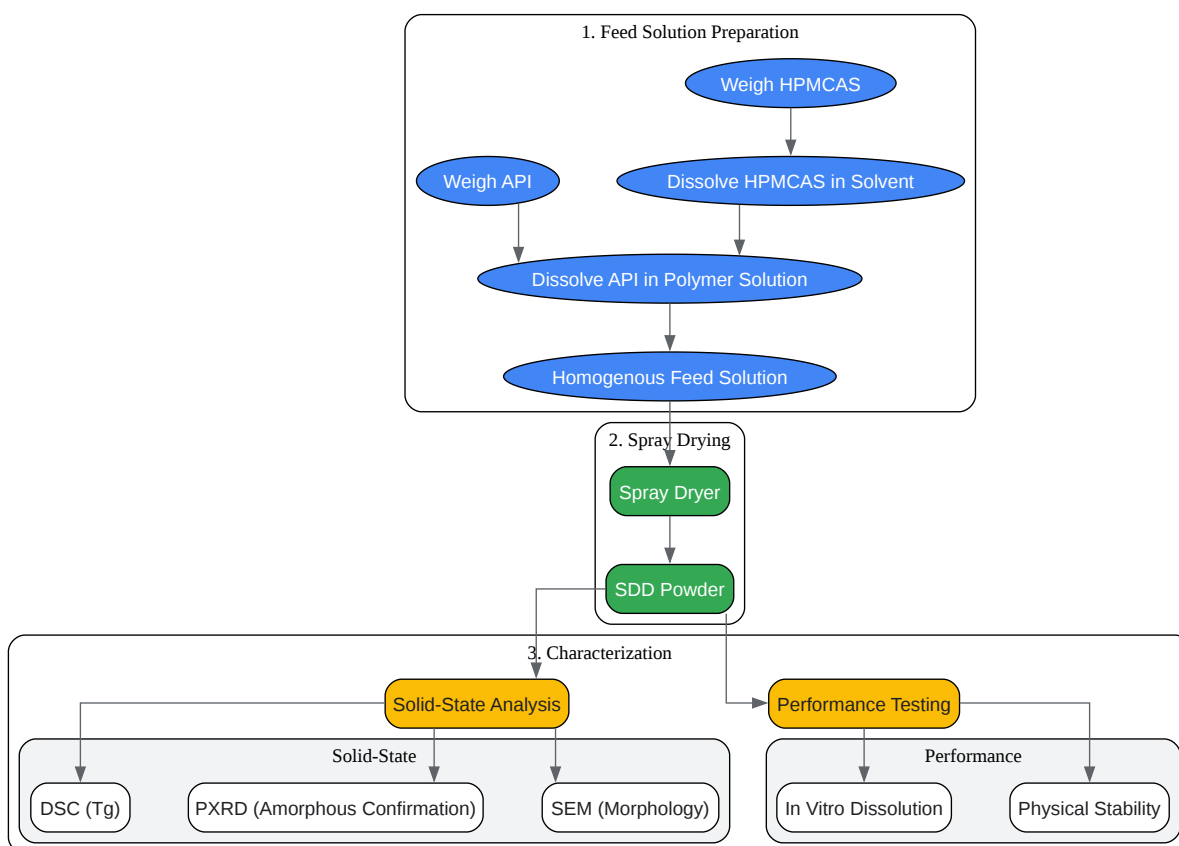 1. Feed Solution Preparation
Weigh HPMCAS
Weigh API
Dissolve HPMCAS in Solvent
Dissolve API in Polymer Solution
Homogenous Feed Solution
2. Spray Drying
Spray Dryer
SDD Powder
3. Characterization
Solid-State Analysis
Performance Testing
Solid-State
Performance
DSC (Tg)
PXRD (Amorphous Confirmation)
SEM (Morphology)
In Vitro Dissolution
Physical Stability